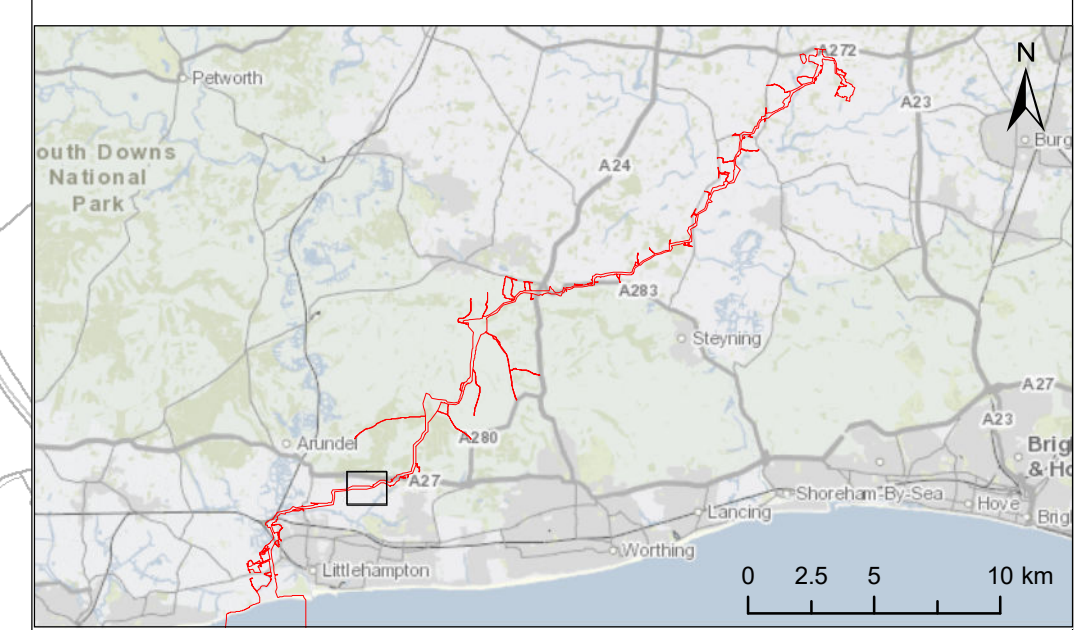 A272
N
Petworth
A23
Burg
outh Downs
National
Park
A24
A283
Steyning
A27
A23
Arundel
A280
Brig
& Ho
A27
Shoreham-By-Sea
Hove
Lancing
Brig
Worthing
Littlehampton
0 2.5 5 10 km